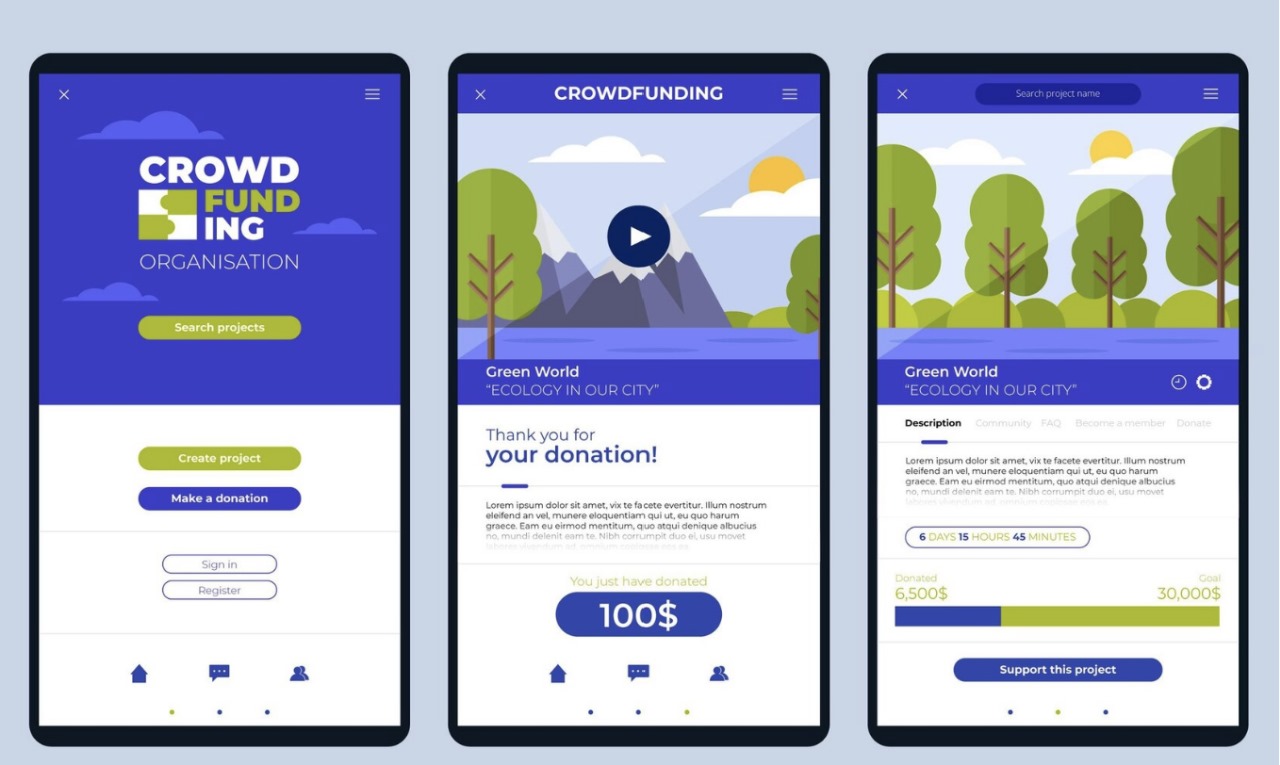 CROWD
FUND
ING
ORGANISATION
Search projects
Create project
Make a donation
Sign in
Register
CROWDFUNDING
Green World
“ECOLOGY IN OUR CITY”
Thank you for
your donation!
Lorem ipsum dolor sit amet, vix te facete evertitur. Illum nostrum
eleifend an vel, munere eloquentiam qui ut, eu quo harum
graece. Eam eu eirmod mentitum, quo atqui denique albucius
no, mundi delenit eam te. Nibh corrumpit duo ei, usu movet
You just have donated
100$
Search project name
Green World
“ECOLOGY IN OUR CITY”
Description Community FAQ Become a member Donate
Lorem ipsum dolor sit amet, vix te facete evertitur. Illum nostrum
eleifend an vel, munere eloquentiam qui ut, eu quo harum
graece. Eam eu eirmod mentitum, quo atqui denique albucius
no, mundi delenit eam te. Nibh corrumpit duo ei, usu movet
6 DAYS 15 HOURS 45 MINUTES
Donated Goal
6,500$ 30,000$
Support this project